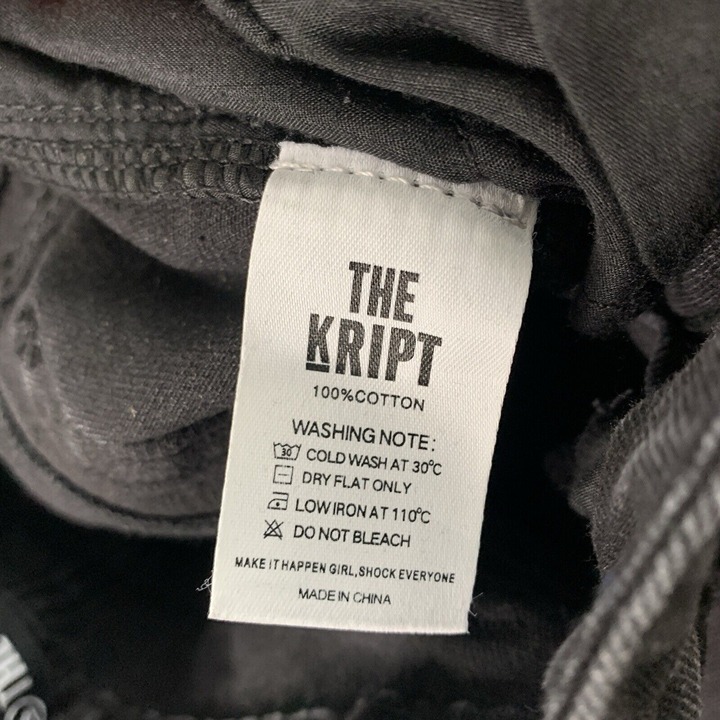 THE
KRIPT
100%COTTON
WASHING NOTE:
30 COLD WASH AT 30°C
DRY FLAT ONLY
LOW IRON AT 110°C
DO NOT BLEACH
MAKE IT HAPPEN GIRL,SHOCK EVERYONE
MADE IN CHINA